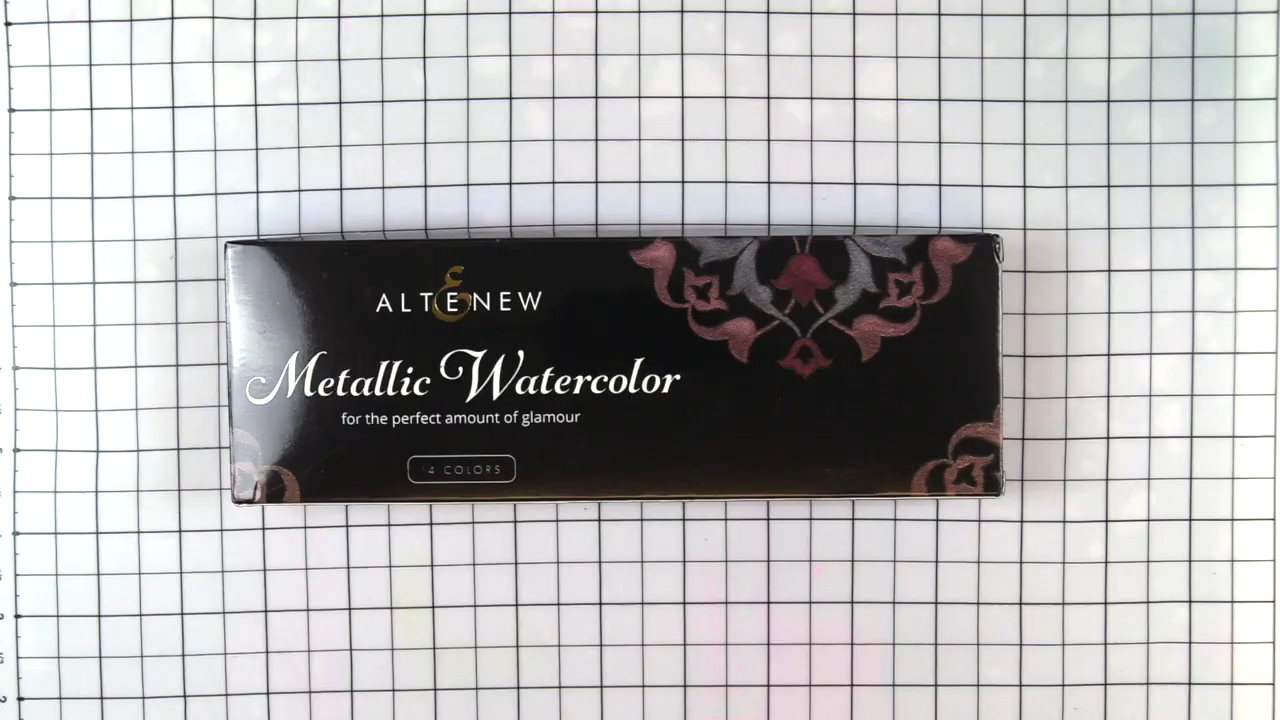 ALTENEW
Metallic Watercolor
for the perfect amount of glamour
14 COLORS